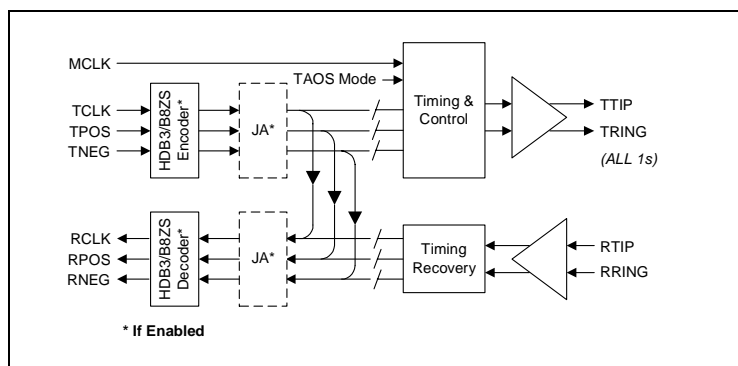 MCLK
TAOS Mode
TCLK
TPOS
TNEG
HDB3/B8ZS
Encoder*
JA*
Timing &
Control
TTIP
TRING
(ALL 1s)
RCLK
RPOS
RNEG
HDB3/B8ZS
Decoder*
JA*
Timing
Recovery
RTIP
RRING
* If Enabled